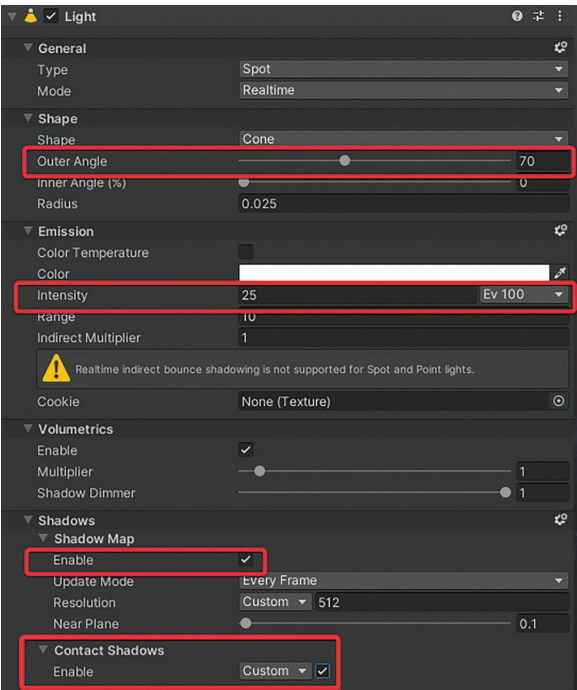 Light
General
Type Spot
Mode Realtime
Shape
Shape Cone
Outer Angle 70
Inner Angle (%) 0
Radius 0.025
Emission
Color Temperature
Color
Intensity 25 Ev 100
Range 10
Indirect Multiplier 1
Realtime indirect bounce shadowing is not supported for Spot and Point lights.
Cookie None (Texture)
Volumetrics
Enable
Multiplier 1
Shadow Dimmer 1
Shadows
Shadow Map
Enable
Update Mode Every Frame
Resolution Custom 512
Near Plane 0.1
Contact Shadows
Enable Custom